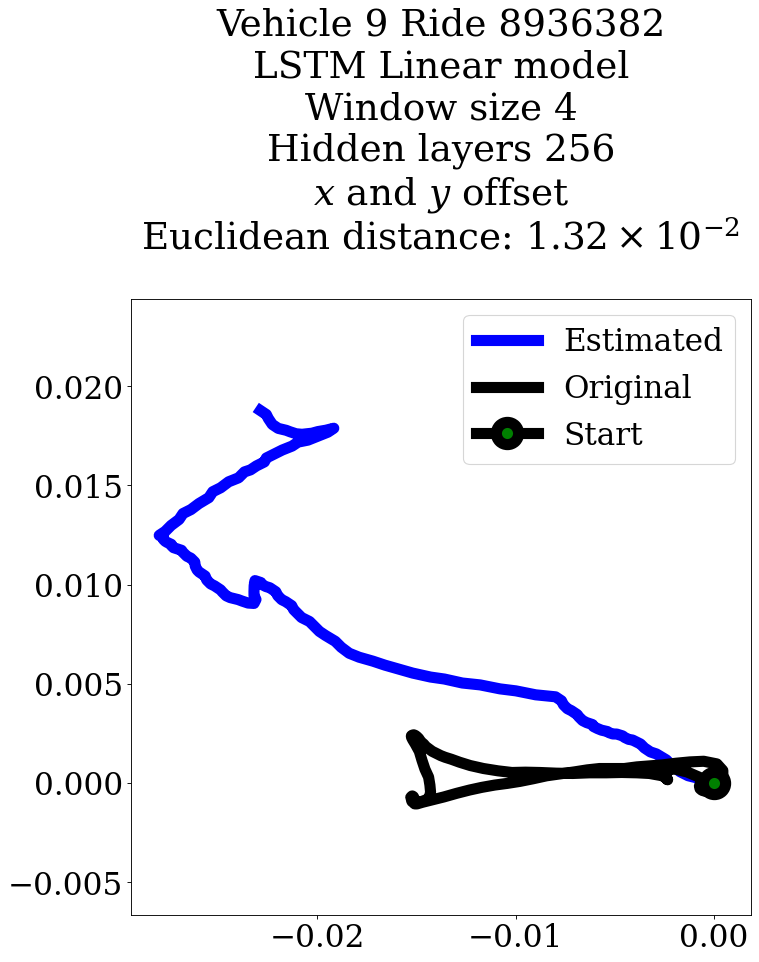 Vehicle 9 Ride 8936382
LSTM Linear model
Window size 4
Hidden layers 256
x and y offset
Euclidean distance: 1.32 × 10⁻²
Estimated
Original
Start
0.020
0.015
0.010
0.005
0.000
−0.005
−0.02
−0.01
0.00